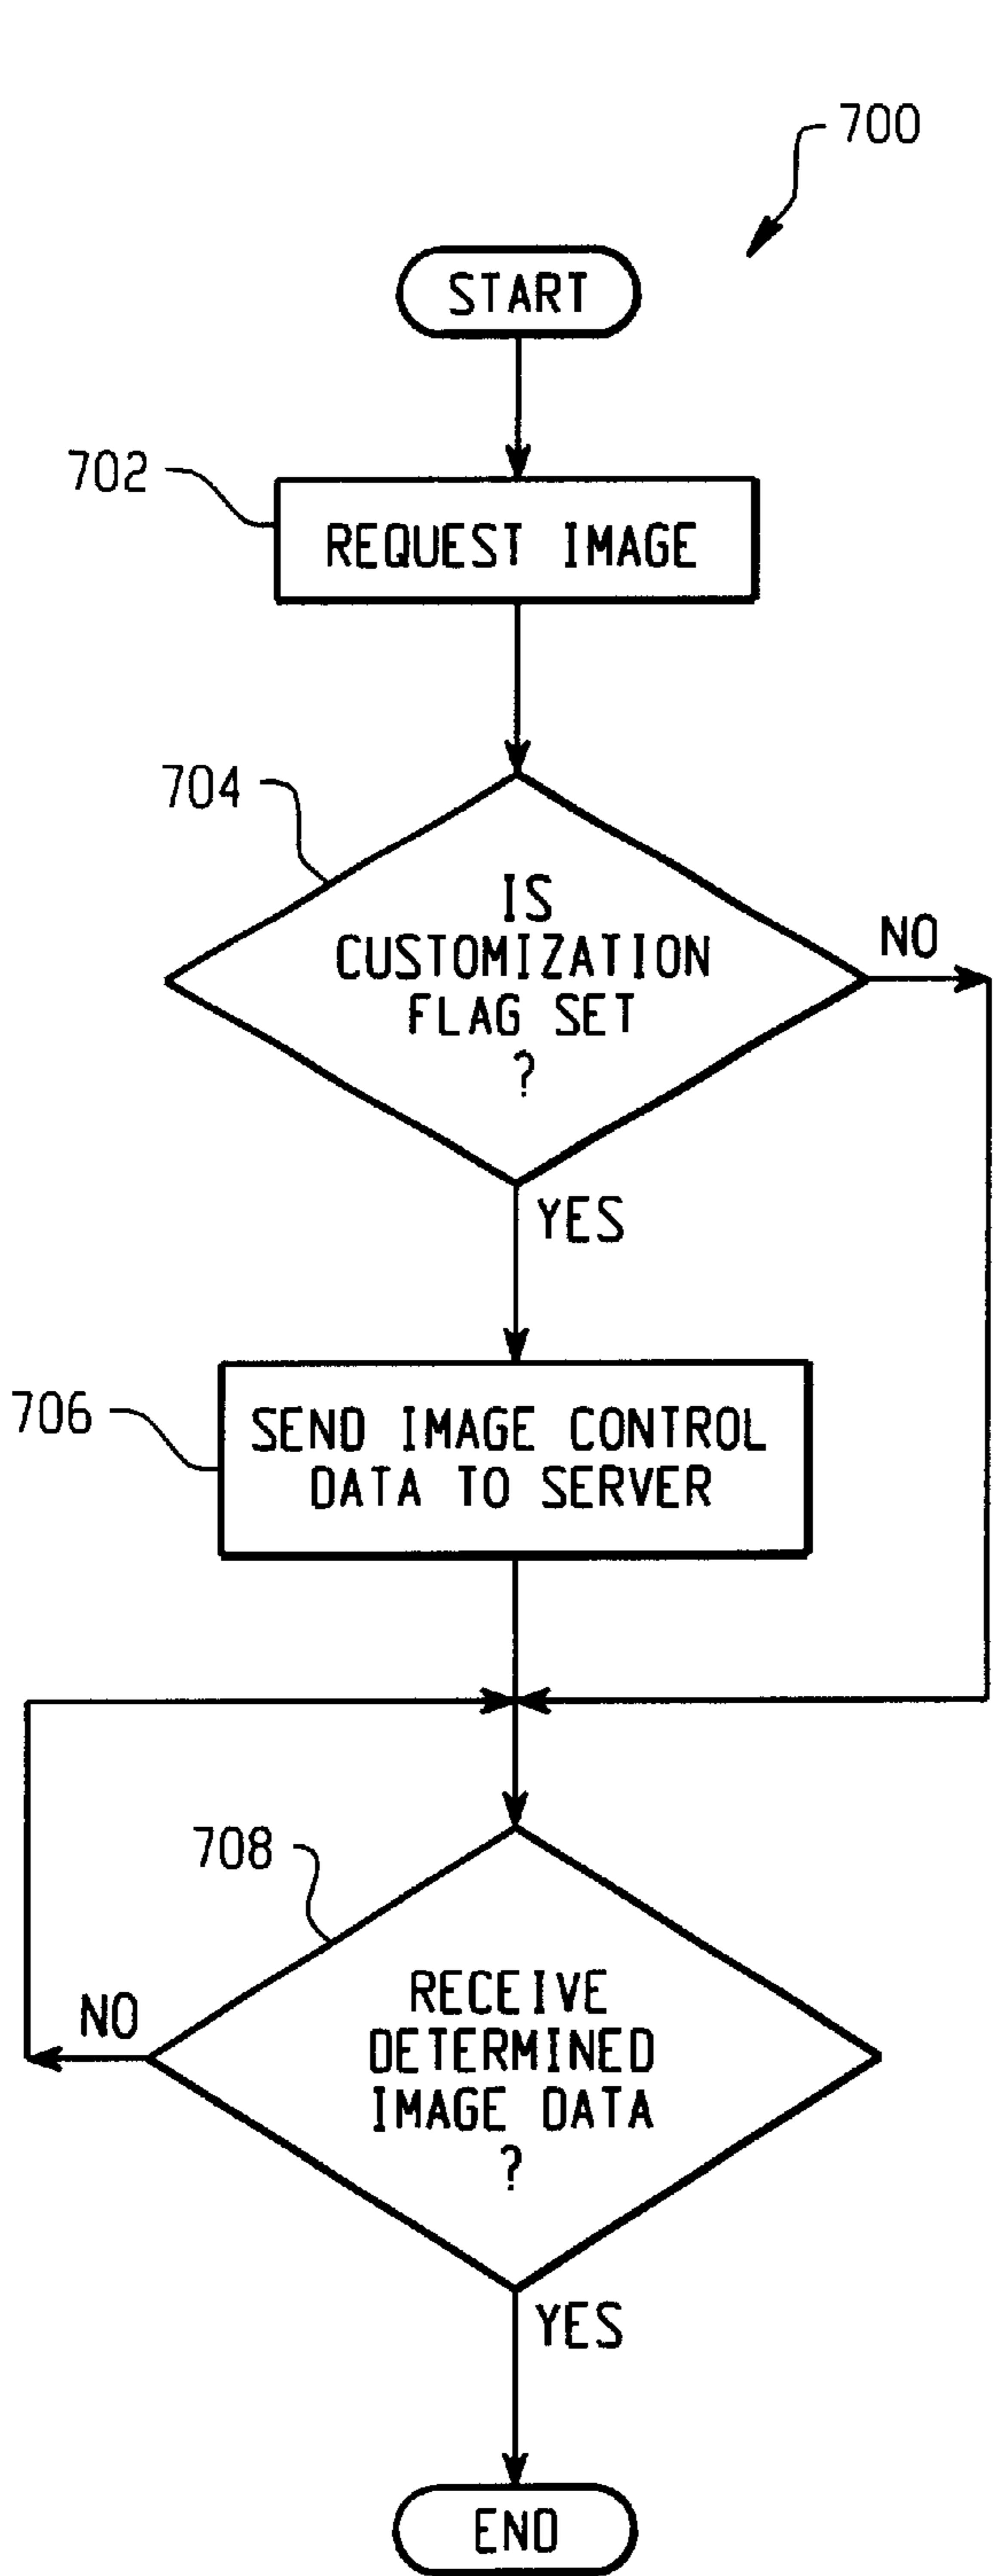 700
START
702
REQUEST IMAGE
704
IS
CUSTOMIZATION
FLAG SET
?
NO
YES
706
SEND IMAGE CONTROL
DATA TO SERVER
708
RECEIVE
DETERMINED
IMAGE DATA
?
NO
YES
END